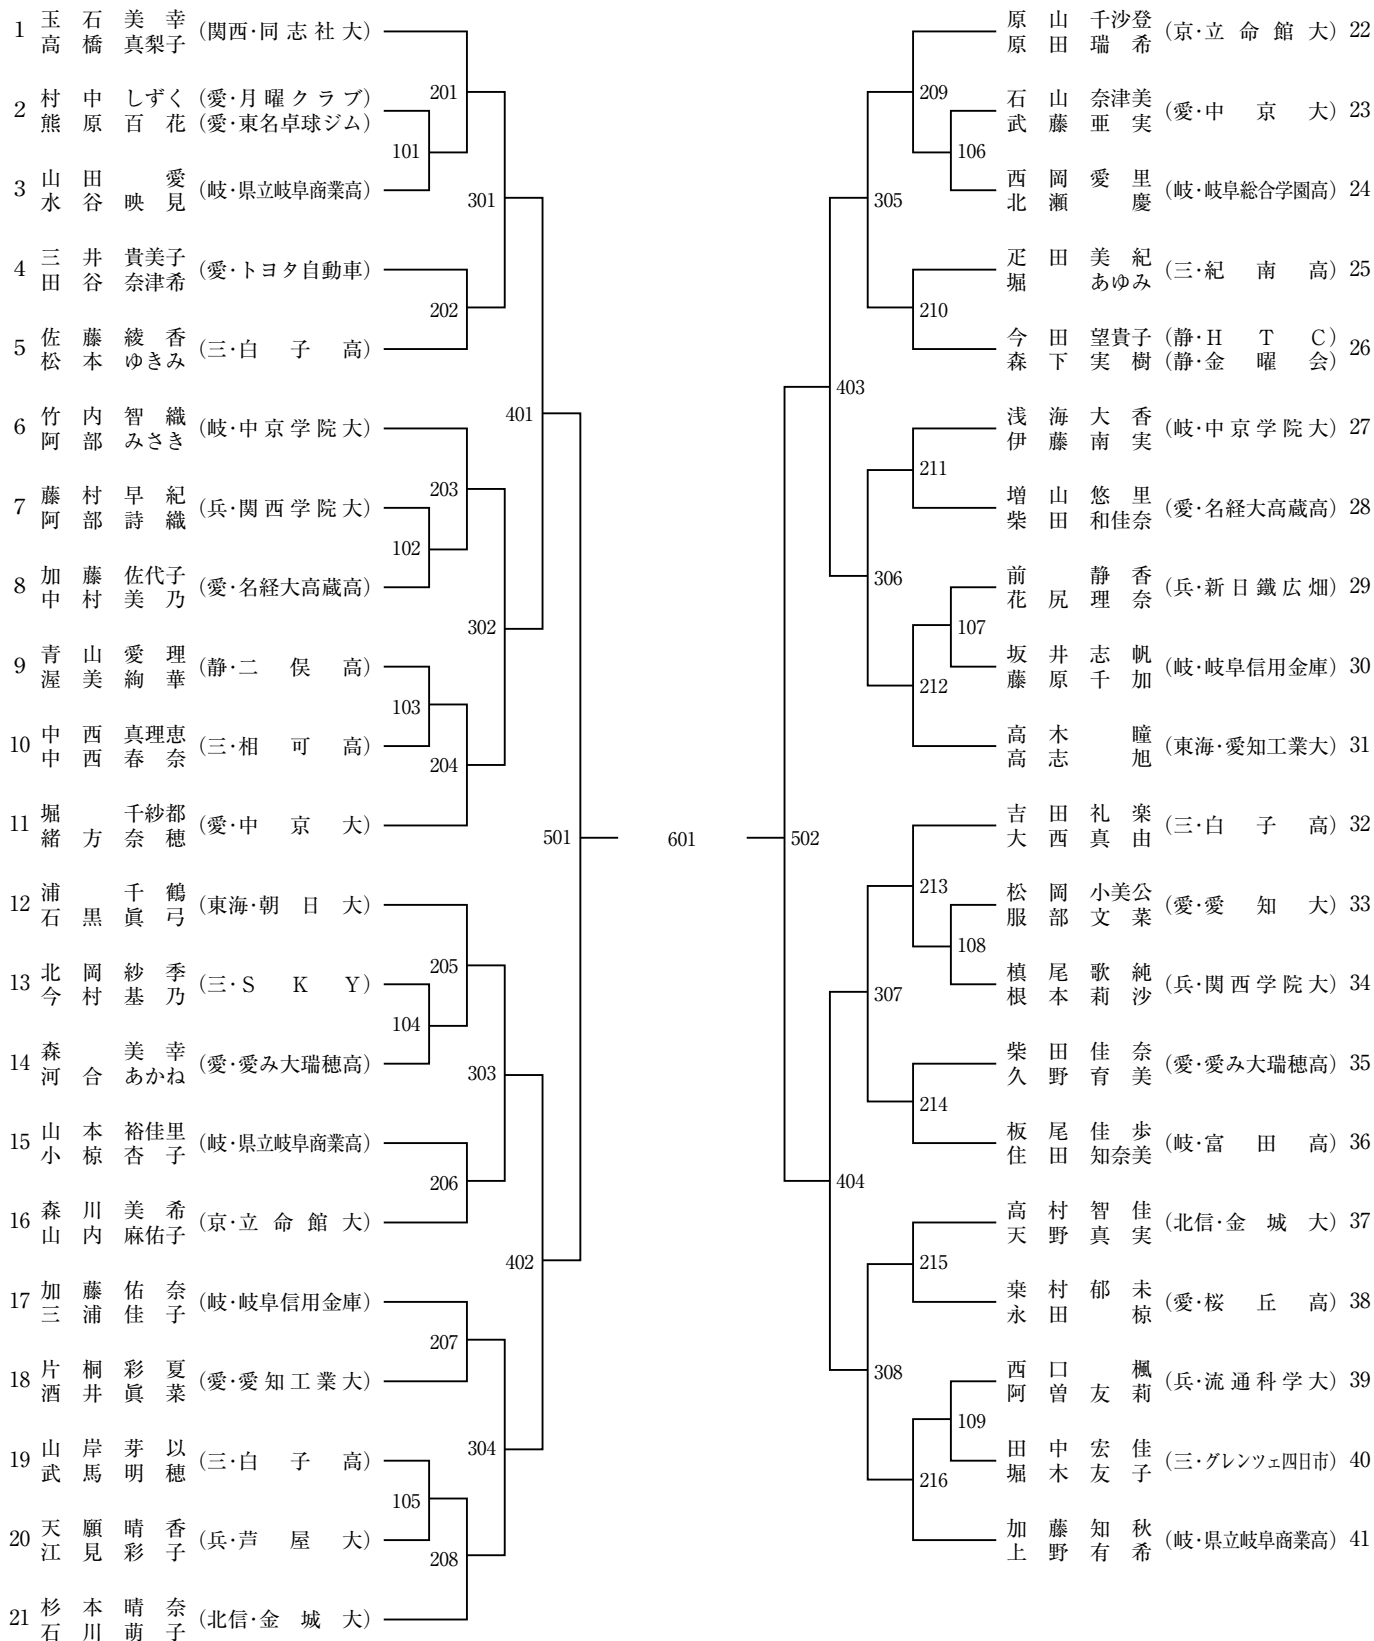 1 玉石美幸 (関西・同志社大)
高橋真梨子
2 村中しずく (愛・月曜クラブ)
熊原百花 (愛・東名卓球ジム)
3 山田愛 (岐・県立岐阜商業高)
水谷映見
4 三井貴美子 (愛・トヨタ自動車)
田谷奈津希
5 佐藤綾香 (三・白子高)
松本ゆきみ
6 竹内智織 (岐・中京学院大)
阿部みさき
7 藤村早紀 (兵・関西学院大)
阿部詩織
8 加藤佐代子 (愛・名経大高蔵高)
中村美乃
9 青山愛理 (静・二俣高)
渥美絢華
10 中西真理恵 (三・相可高)
中西春奈
11 堀千紗都 (愛・中京大)
緒方奈穂
12 浦千鶴 (東海・朝日大)
石黒眞弓
13 北岡紗季 (三・SKY)
今村基乃
14 森美幸 (愛・愛み大瑞穂高)
河合あかね
15 山本裕佳里 (岐・県立岐阜商業高)
小椋杏子
16 森川美希 (京・立命館大)
山内麻佑子
17 加藤佑奈 (岐・岐阜信用金庫)
三浦佳子
18 片桐彩夏 (愛・愛知工業大)
酒井眞菜
19 山岸芽以 (三・白子高)
武馬明穂
20 天願晴香 (兵・芦屋大)
江見彩子
21 杉本晴奈 (北信・金城大)
石川萌子
201
101
301
202
401
203
102
302
103
204
501
205
104
303
206
402
207
304
105
208
601
原山千沙登 (京・立命館大) 22
原田瑞希
石山奈津美 (愛・中京大) 23
武藤亜実
西岡愛里 (岐・岐阜総合学園高) 24
北瀬慶
疋田美紀 (三・紀南高) 25
堀あゆみ
今田望貴子 (静・HTC) 26
森下実樹 (静・金曜会)
浅海大香 (岐・中京学院大) 27
伊藤南実
増山悠里 (愛・名経大高蔵高) 28
柴田和佳奈
前静香 (兵・新日鐵広畑) 29
花尻理奈
坂井志帆 (岐・岐阜信用金庫) 30
藤原千加
高木瞳 (東海・愛知工業大) 31
高志旭
吉田礼楽 (三・白子高) 32
大西真由
松岡小美公 (愛・愛知大) 33
服部文菜
槙尾歌純 (兵・関西学院大) 34
根本莉沙
柴田佳奈 (愛・愛み大瑞穂高) 35
久野育美
板尾佳歩 (岐・富田高) 36
住田知奈美
高村智佳 (北信・金城大) 37
天野真実
桒村郁未 (愛・桜丘高) 38
永田椋
西口楓 (兵・流通科学大) 39
阿曽友莉
田中宏佳 (三・グレンツェ四日市) 40
堀木友子
加藤知秋 (岐・県立岐阜商業高) 41
上野有希
209
106
305
210
403
211
306
107
212
502
213
108
307
214
404
215
308
109
216